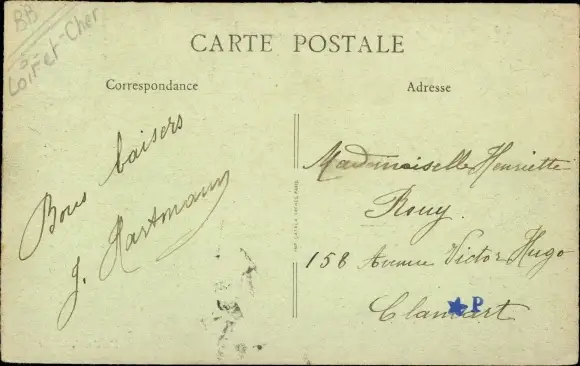 BB
Loir-et-Cher
CARTE POSTALE
Correspondance
Adresse
Bons baisers
J. Hartmann
Mademoiselle Henriette
Rouy.
158 Avenue Victor Hugo
Clamart
P